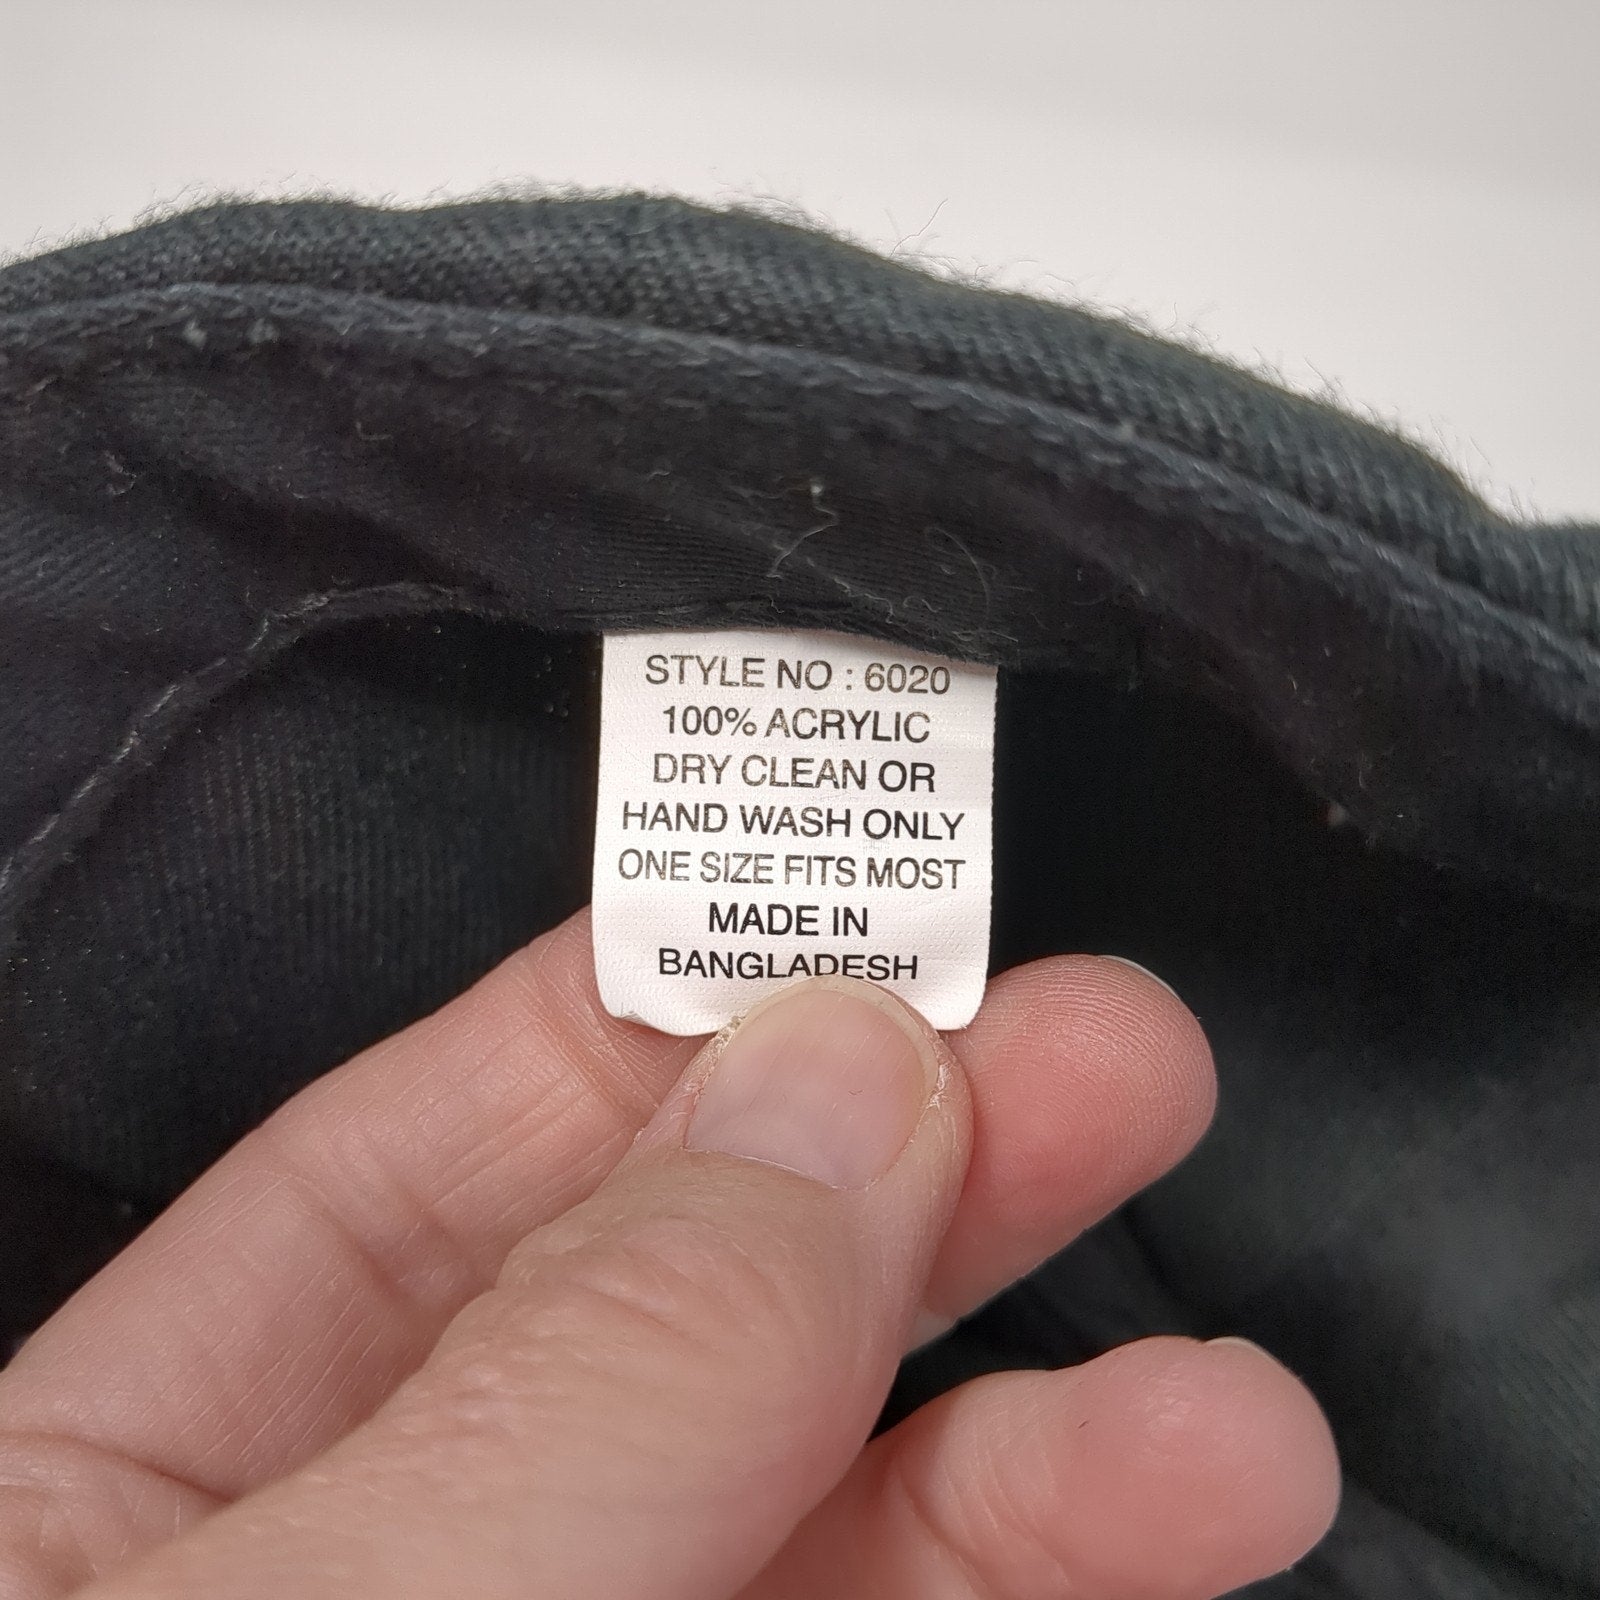 STYLE NO : 6020
100% ACRYLIC
DRY CLEAN OR
HAND WASH ONLY
ONE SIZE FITS MOST
MADE IN
BANGLADESH